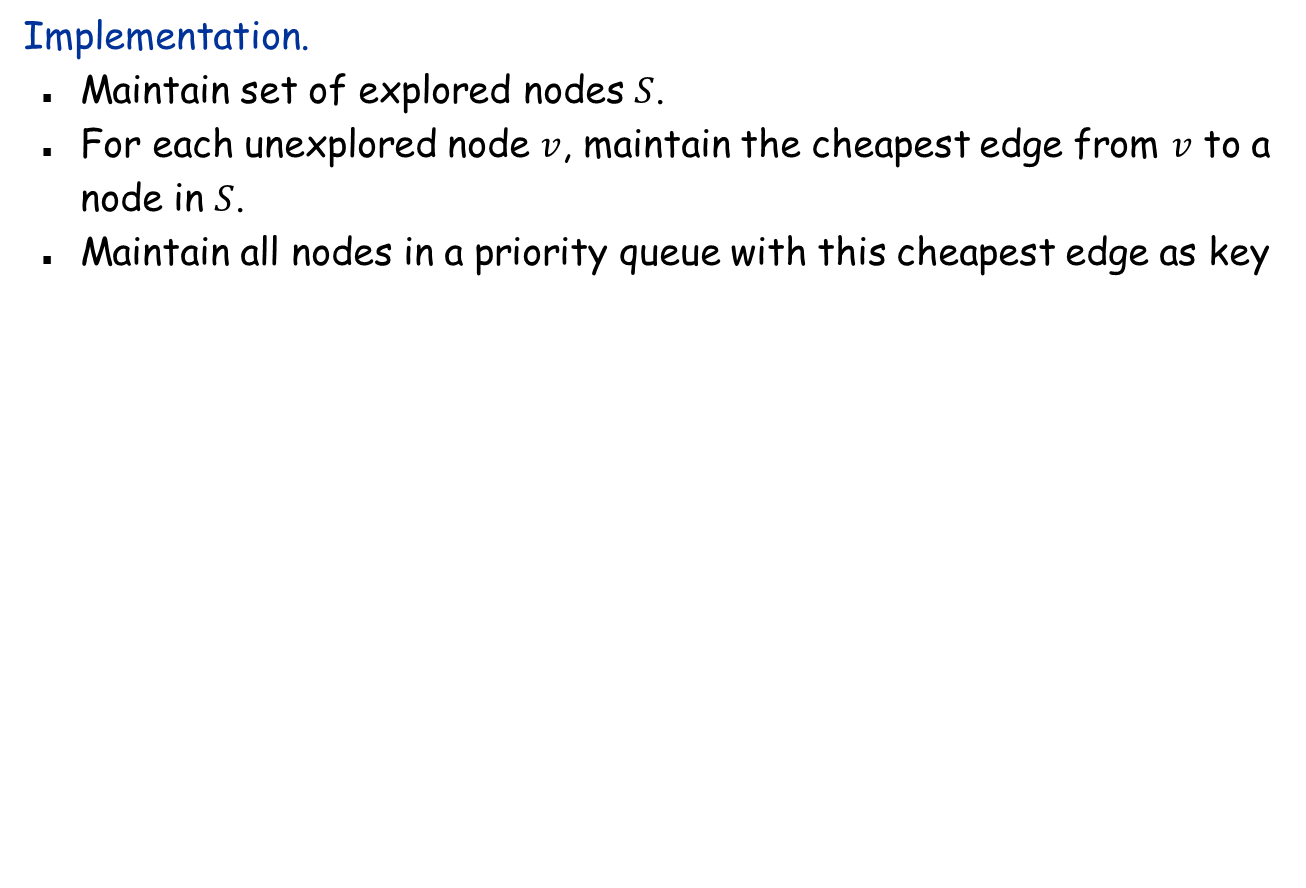 Implementation.
▪ Maintain set of explored nodes S.
▪ For each unexplored node v, maintain the cheapest edge from v to a
node in S.
▪ Maintain all nodes in a priority queue with this cheapest edge as key